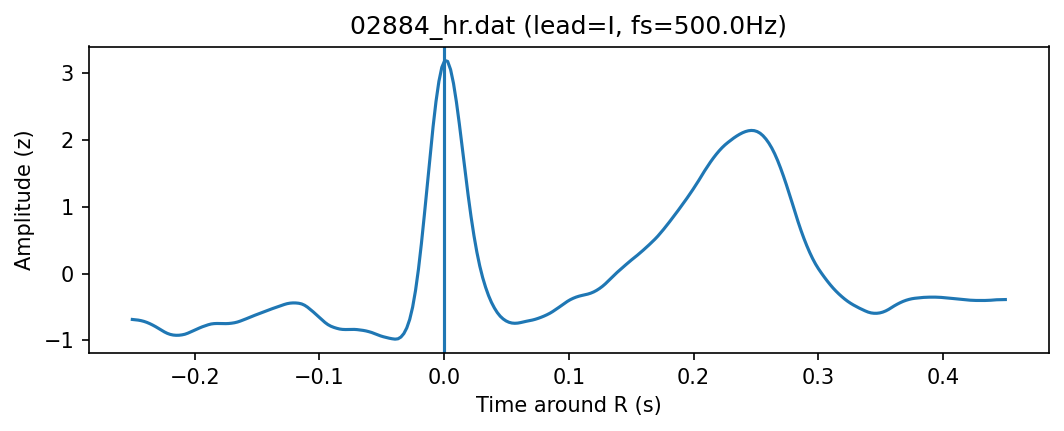 02884_hr.dat (lead=I, fs=500.0Hz)
Amplitude (z)
3
2
1
0
−1
−0.2 −0.1 0.0 0.1 0.2 0.3 0.4
Time around R (s)